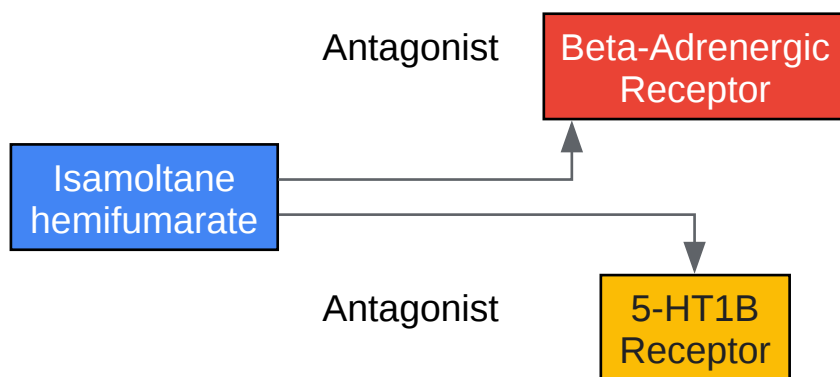 Antagonist
Beta-Adrenergic
Receptor
Isamoltane
hemifumarate
Antagonist
5-HT1B
Receptor